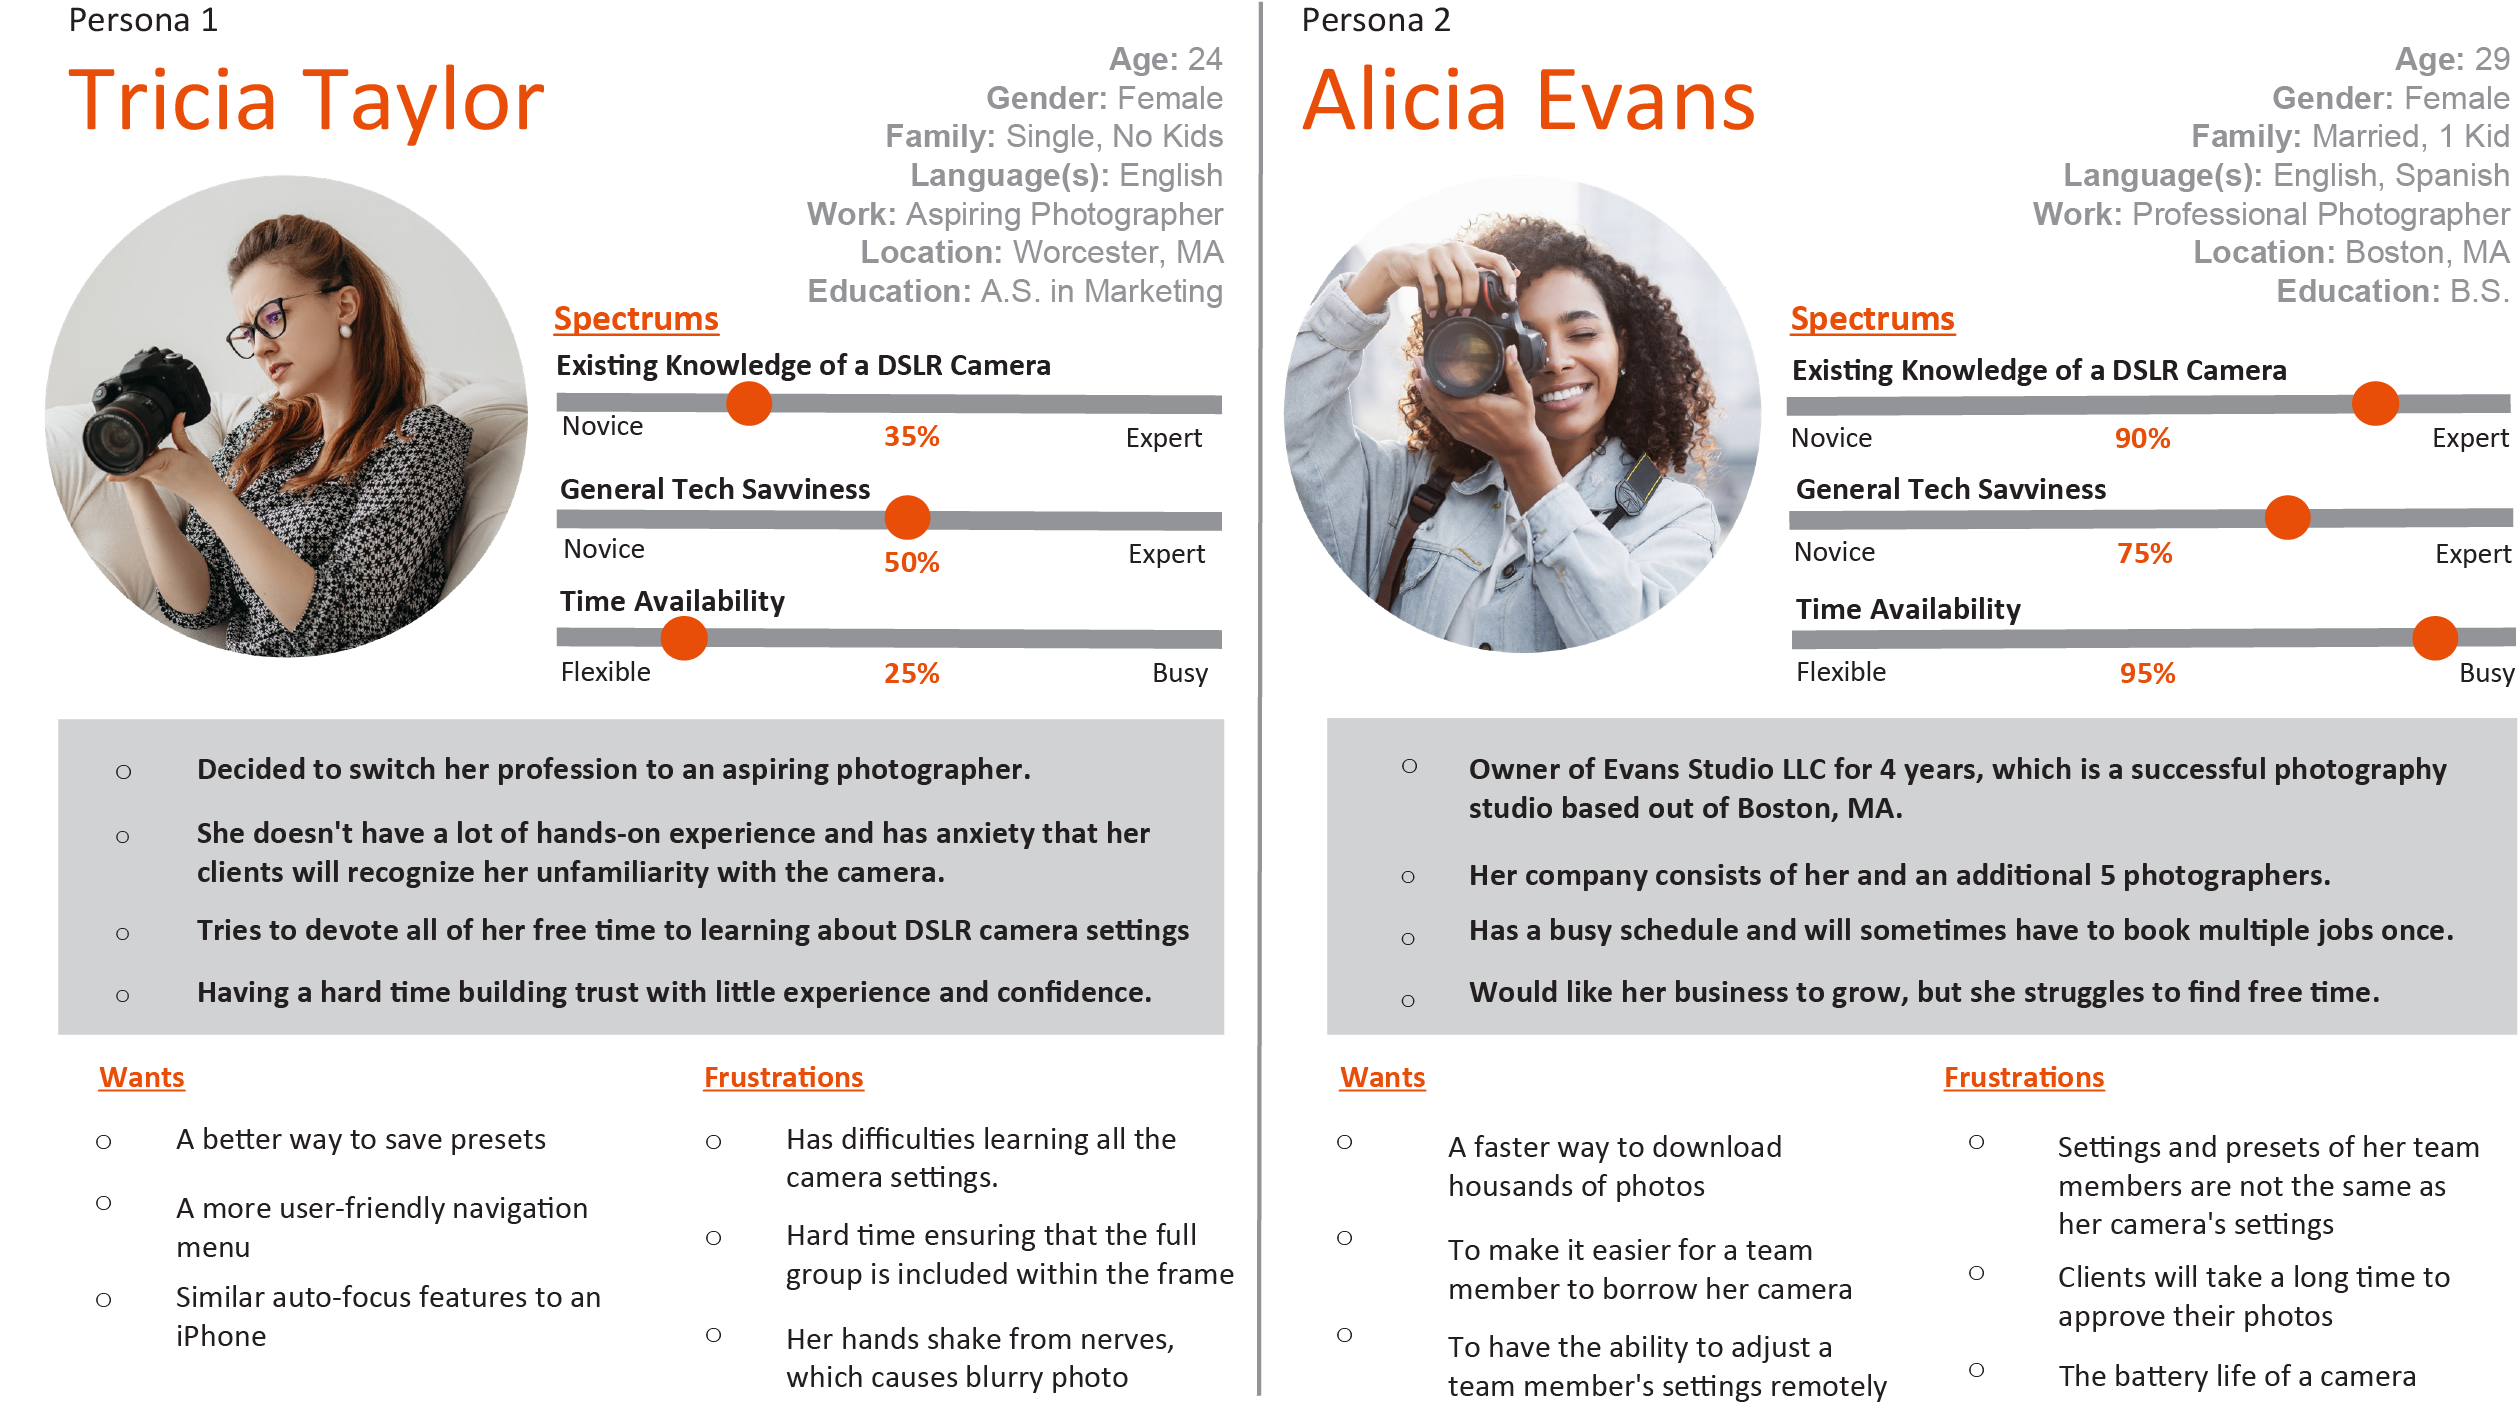 Persona 1
Tricia Taylor
Age: 24
Gender: Female
Family: Single, No Kids
Language(s): English
Work: Aspiring Photographer
Location: Worcester, MA
Education: A.S. in Marketing
Spectrums
Existing Knowledge of a DSLR Camera
Novice 35% Expert
General Tech Savviness
Novice 50% Expert
Time Availability
Flexible 25% Busy
Decided to switch her profession to an aspiring photographer.
She doesn't have a lot of hands-on experience and has anxiety that her
clients will recognize her unfamiliarity with the camera.
Tries to devote all of her free time to learning about DSLR camera settings
Having a hard time building trust with little experience and confidence.
Wants
A better way to save presets
A more user-friendly navigation
menu
Similar auto-focus features to an
iPhone
Frustrations
Has difficulties learning all the
camera settings.
Hard time ensuring that the full
group is included within the frame
Her hands shake from nerves,
which causes blurry photo
Persona 2
Alicia Evans
Age: 29
Gender: Female
Family: Married, 1 Kid
Language(s): English, Spanish
Work: Professional Photographer
Location: Boston, MA
Education: B.S.
Spectrums
Existing Knowledge of a DSLR Camera
Novice 90% Expert
General Tech Savviness
Novice 75% Expert
Time Availability
Flexible 95% Busy
Owner of Evans Studio LLC for 4 years, which is a successful photography
studio based out of Boston, MA.
Her company consists of her and an additional 5 photographers.
Has a busy schedule and will sometimes have to book multiple jobs once.
Would like her business to grow, but she struggles to find free time.
Wants
A faster way to download
housands of photos
To make it easier for a team
member to borrow her camera
To have the ability to adjust a
team member's settings remotely
Frustrations
Settings and presets of her team
members are not the same as
her camera's settings
Clients will take a long time to
approve their photos
The battery life of a camera